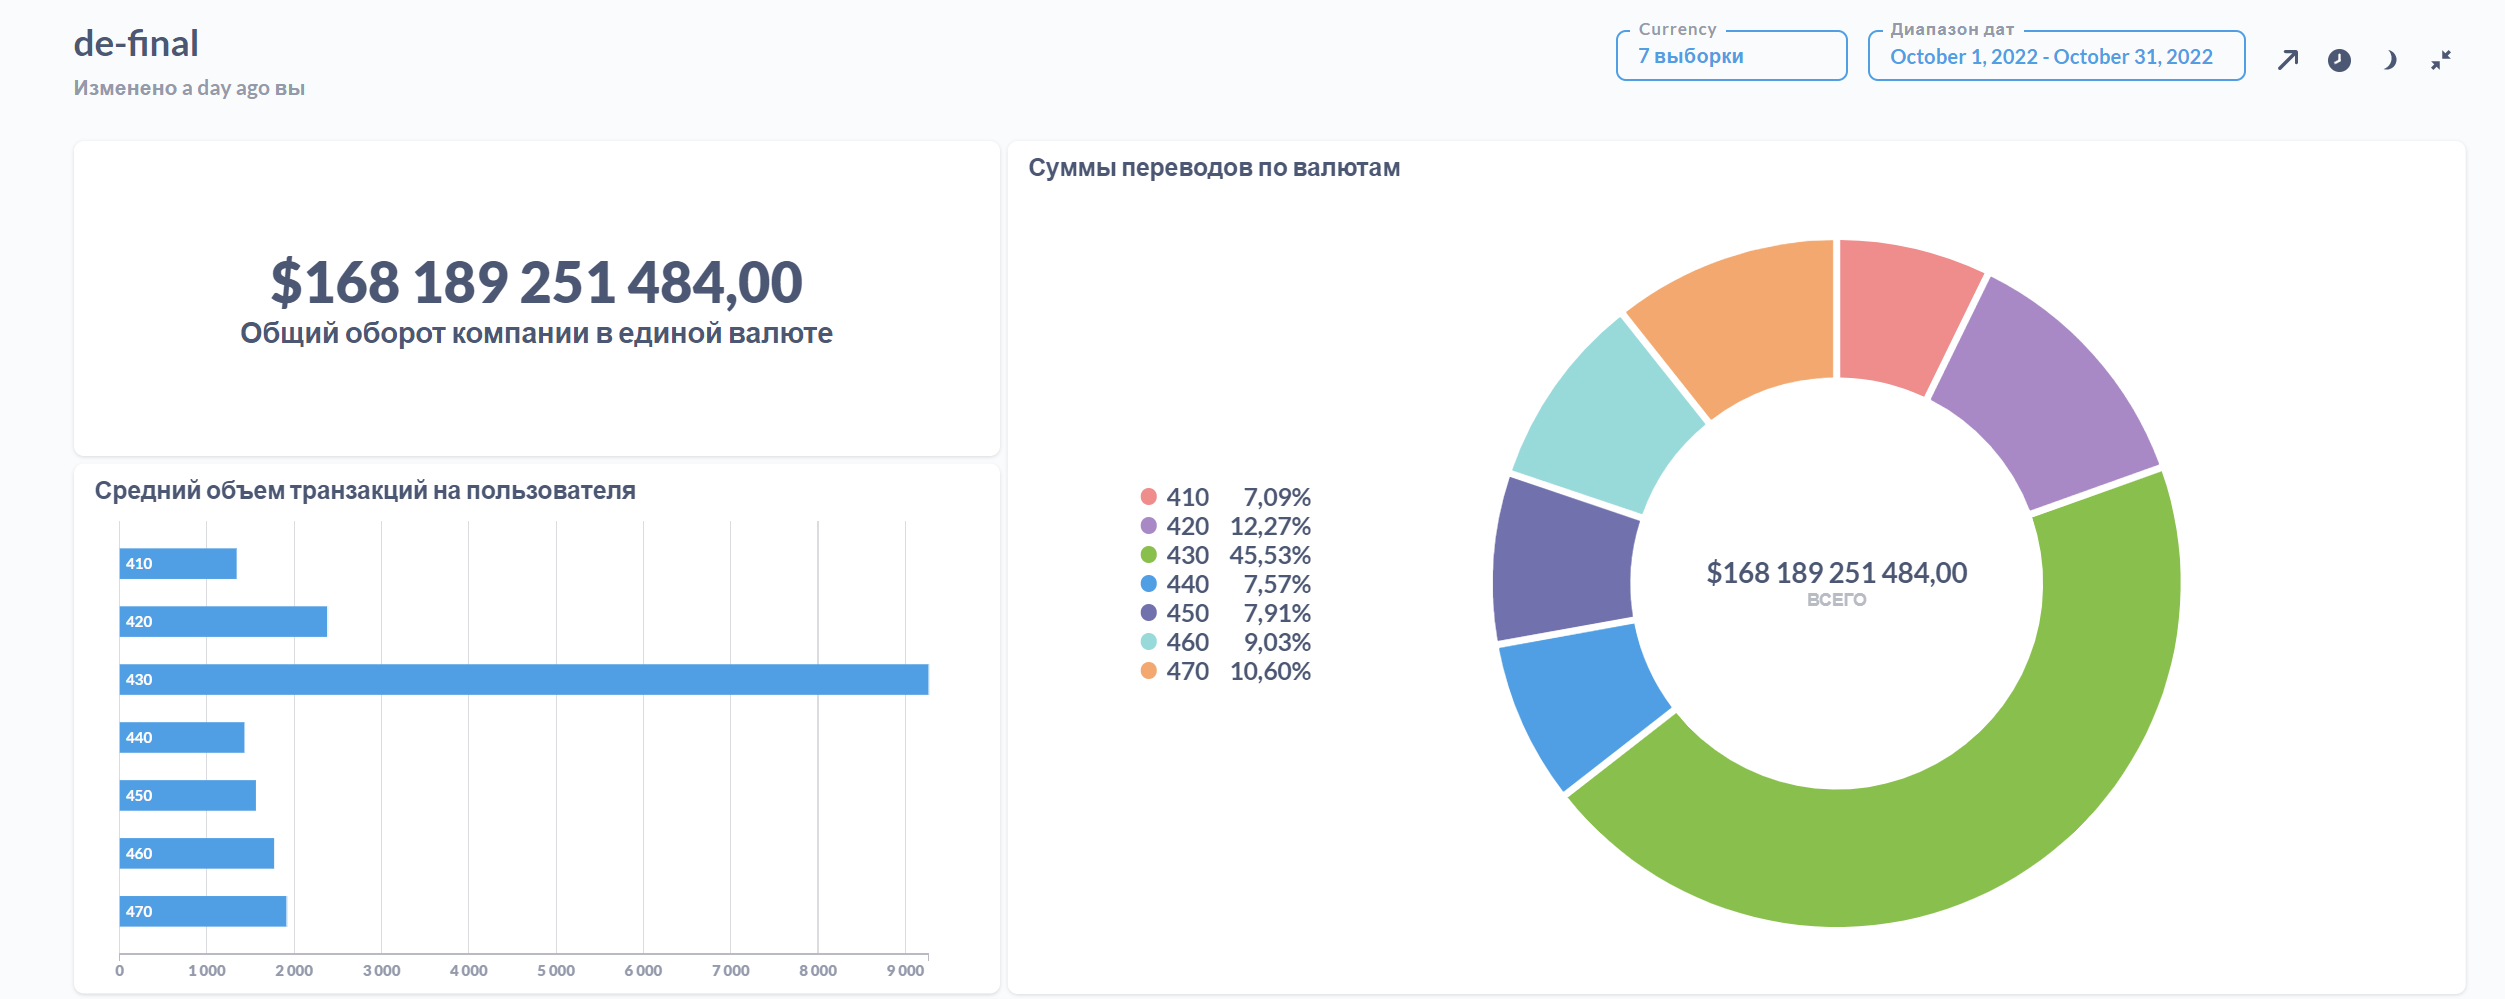 de-final
Изменено a day ago вы
Currency
7 выборки
Диапазон дат
October 1, 2022 - October 31, 2022
$168 189 251 484,00
Общий оборот компании в единой валюте
Средний объем транзакций на пользователя
410
420
430
440
450
460
470
0 1 000 2 000 3 000 4 000 5 000 6 000 7 000 8 000 9 000
Суммы переводов по валютам
410 7,09%
420 12,27%
430 45,53%
440 7,57%
450 7,91%
460 9,03%
470 10,60%
$168 189 251 484,00
ВСЕГО